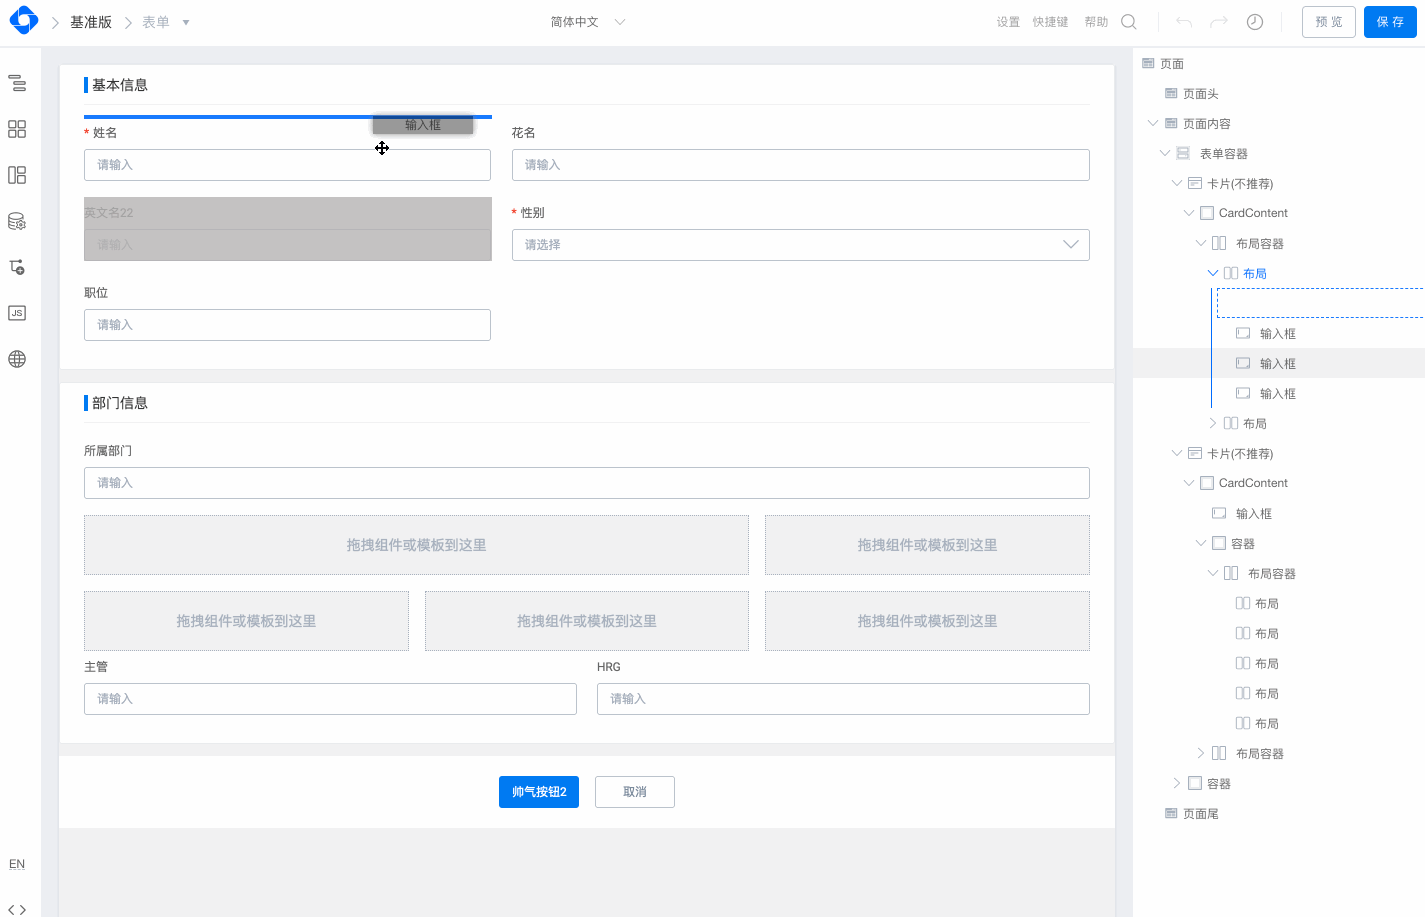 基准版 表单 简体中文 设置 快捷键 帮助 预 览 保 存
基本信息
输入框
* 姓名 花名
请输入 请输入
英文名22 * 性别
请输入 请选择
职位
请输入
部门信息
所属部门
请输入
拖拽组件或模板到这里 拖拽组件或模板到这里
拖拽组件或模板到这里 拖拽组件或模板到这里 拖拽组件或模板到这里
主管 HRG
请输入 请输入
帅气按钮2 取消
JS
EN
页面
页面头
页面内容
表单容器
卡片(不推荐)
CardContent
布局容器
布局
输入框
输入框
输入框
布局
卡片(不推荐)
CardContent
输入框
容器
布局容器
布局
布局
布局
布局
布局
布局容器
容器
页面尾